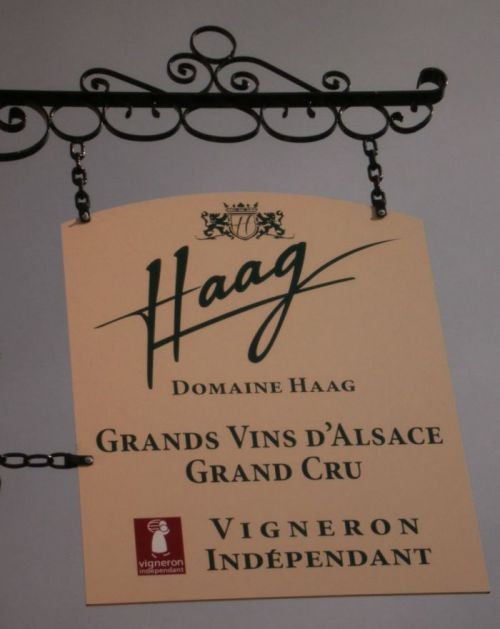 H
Haag
DOMAINE HAAG
GRANDS VINS D'ALSACE
GRAND CRU
vigneron
indépendant
VIGNERON
INDÉPENDANT